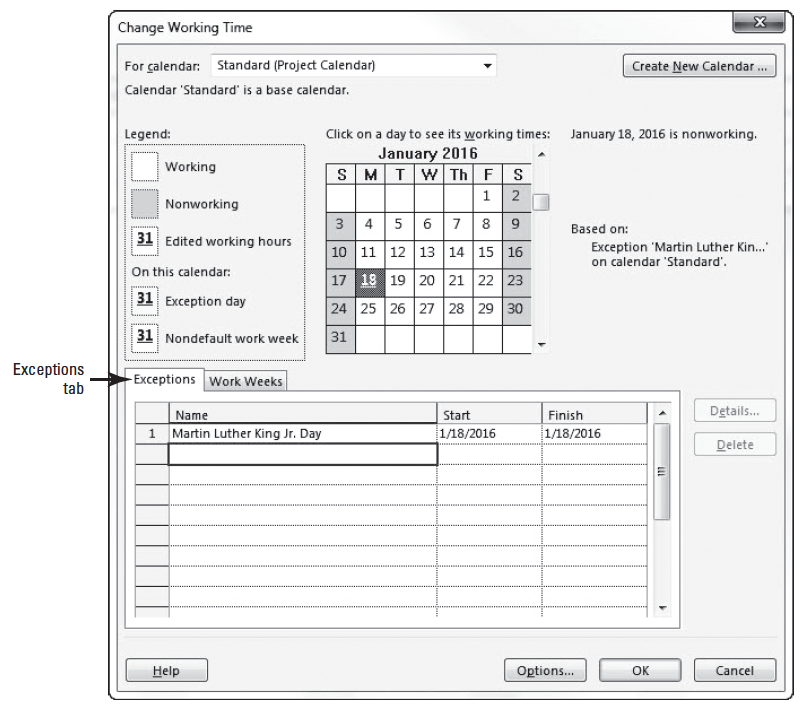 Change Working Time
For calendar: Standard (Project Calendar)
Create New Calendar ...
Calendar 'Standard' is a base calendar.
Legend:
Working
Nonworking
31 Edited working hours
On this calendar:
31 Exception day
31 Nondefault work week
Click on a day to see its working times:
January 2016
S M T W Th F S
1 2
3 4 5 6 7 8 9
10 11 12 13 14 15 16
17 18 19 20 21 22 23
24 25 26 27 28 29 30
31
January 18, 2016 is nonworking.
Based on:
Exception 'Martin Luther Kin...'
on calendar 'Standard'.
Exceptions
tab
Exceptions Work Weeks
Name Start Finish
1 Martin Luther King Jr. Day 1/18/2016 1/18/2016
Details...
Delete
Help Options... OK Cancel